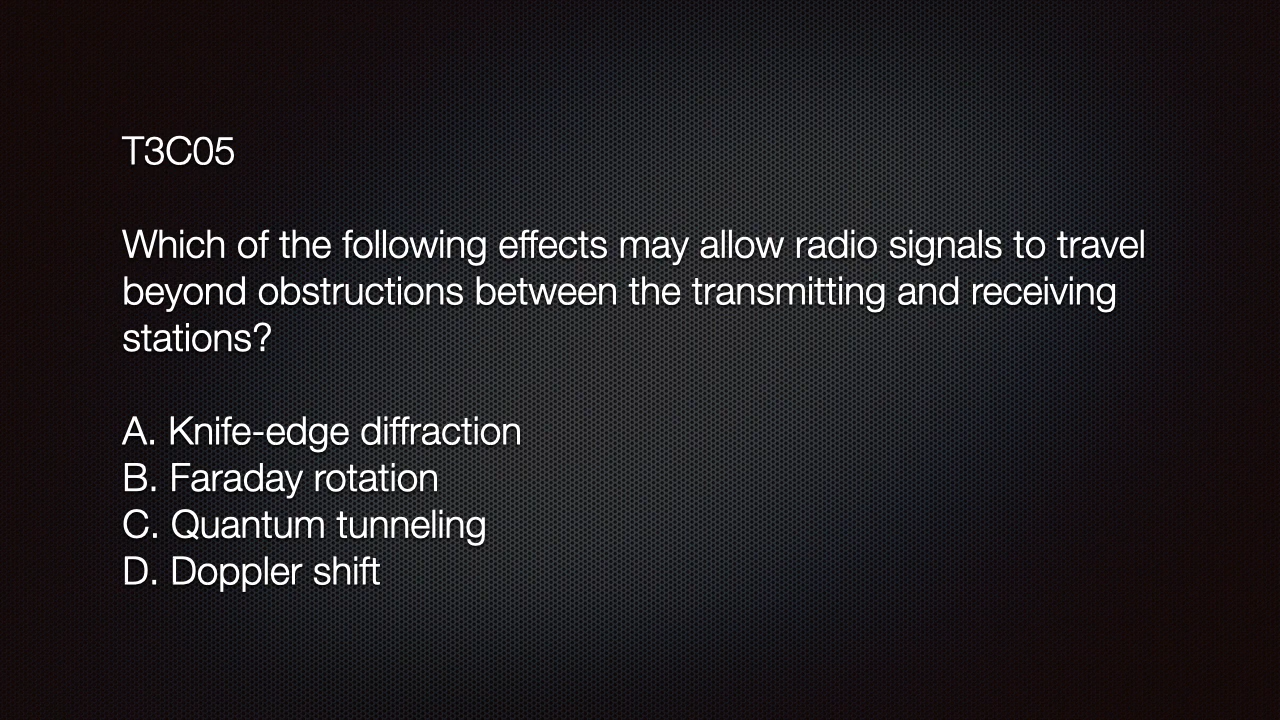 T3C05
Which of the following effects may allow radio signals to travel
beyond obstructions between the transmitting and receiving
stations?
A. Knife-edge diffraction
B. Faraday rotation
C. Quantum tunneling
D. Doppler shift